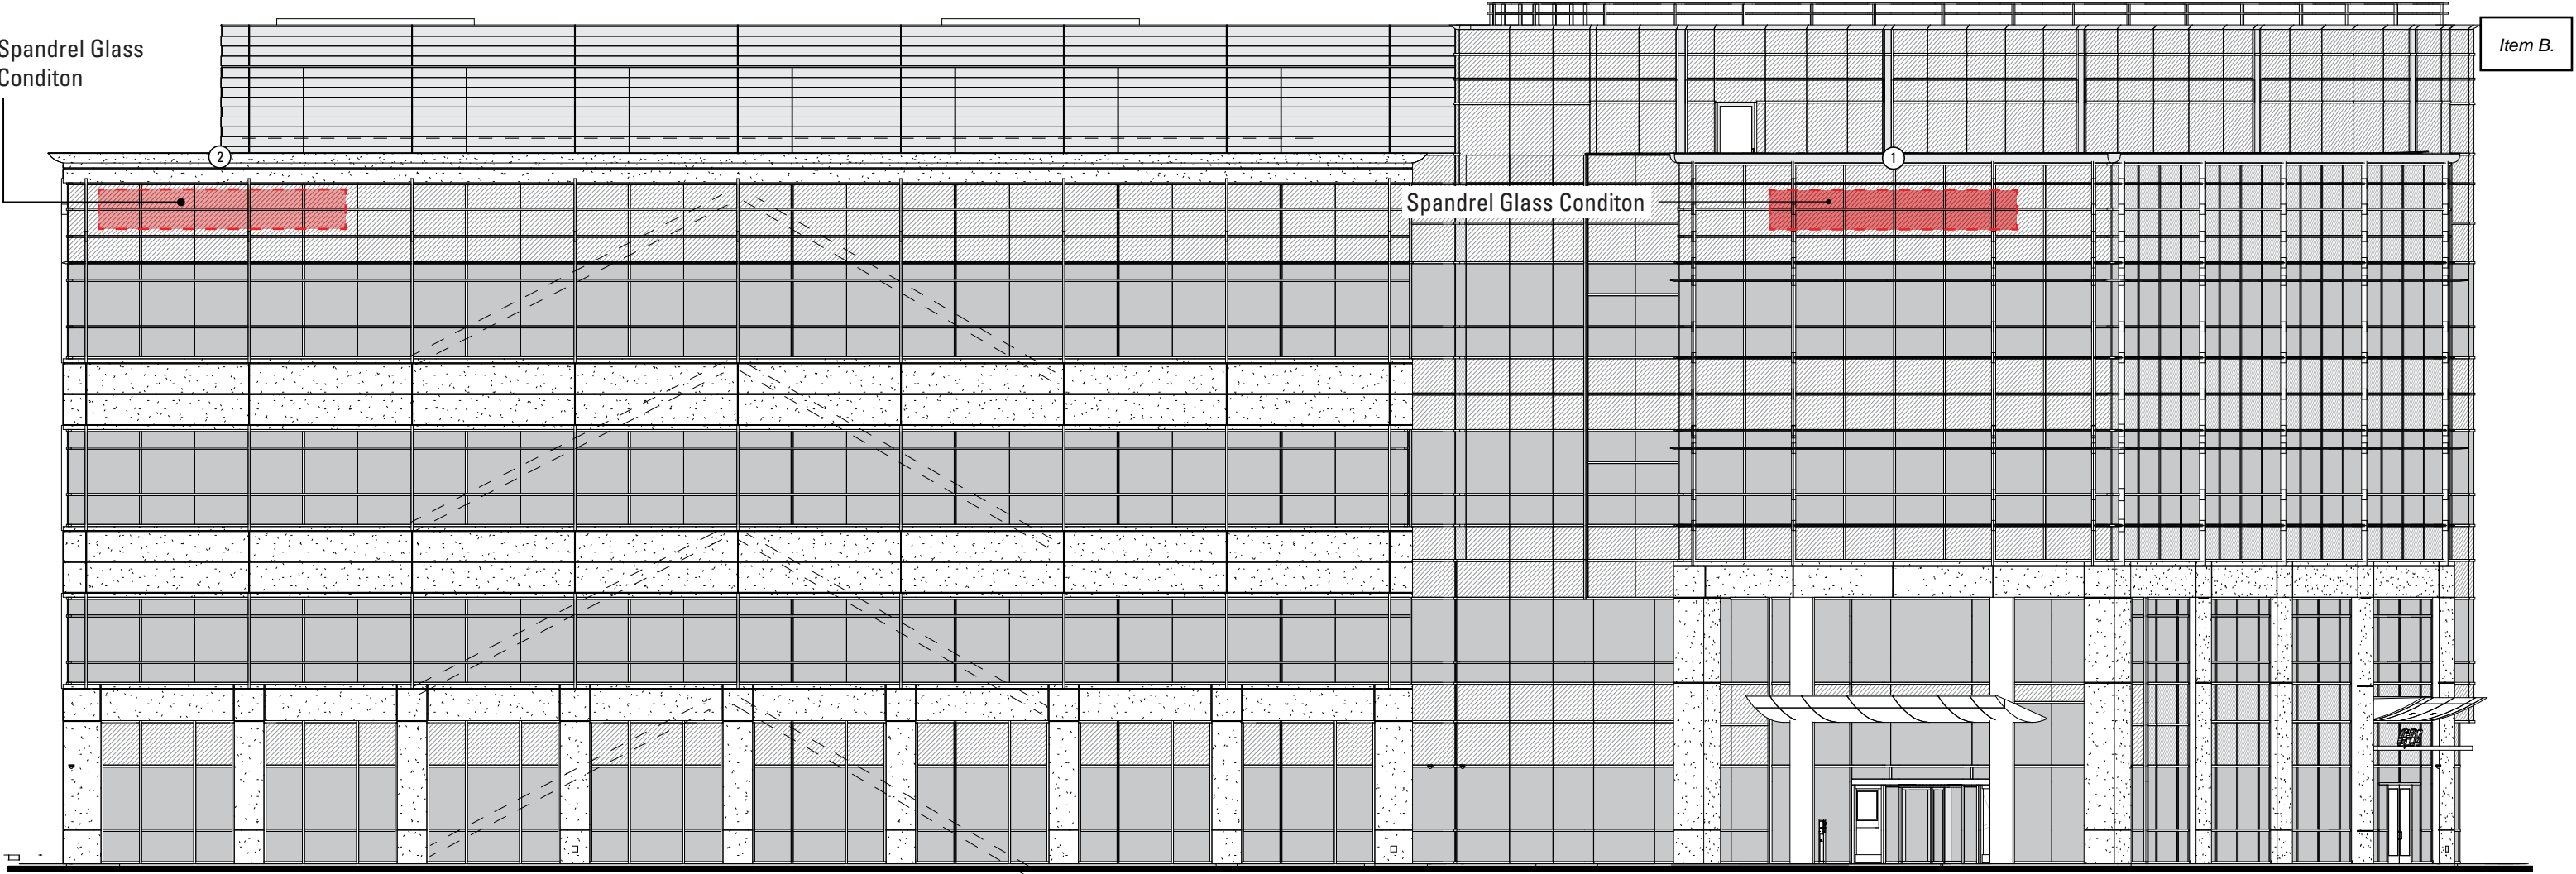 Spandrel Glass
Conditon
Item B.
2
1
Spandrel Glass Conditon